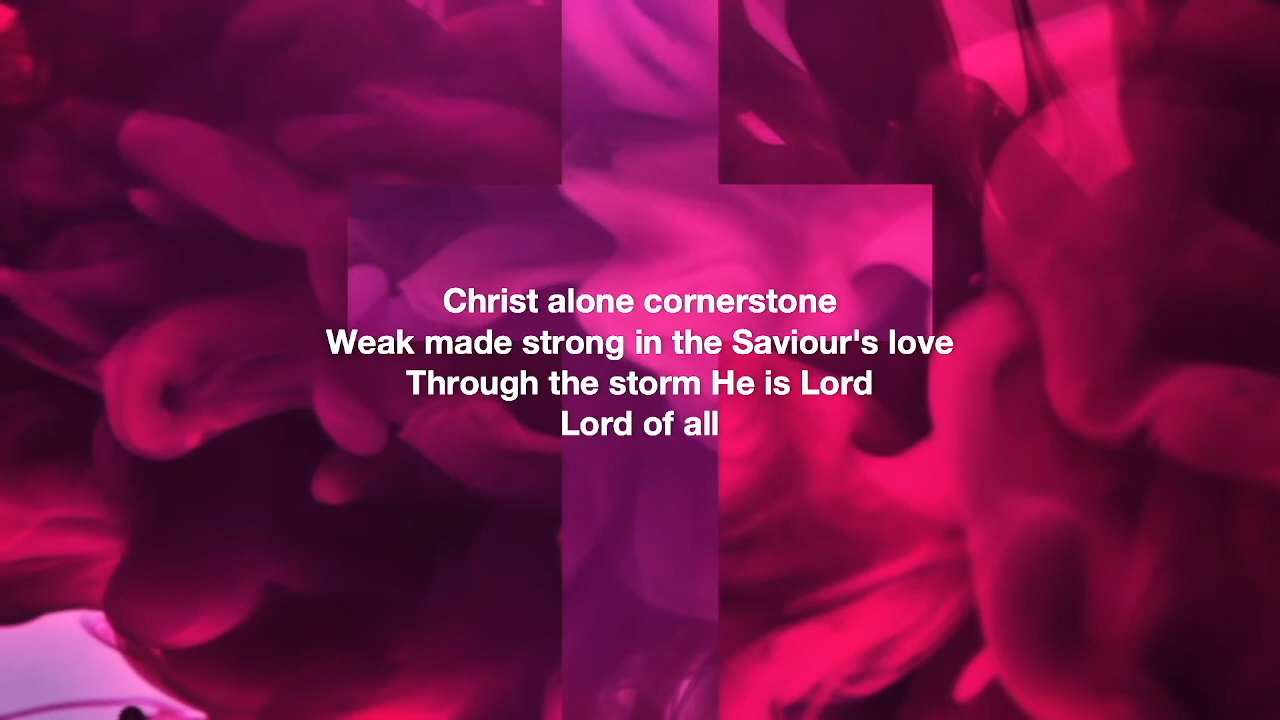 Christ alone cornerstone
Weak made strong in the Saviour's love
Through the storm He is Lord
Lord of all